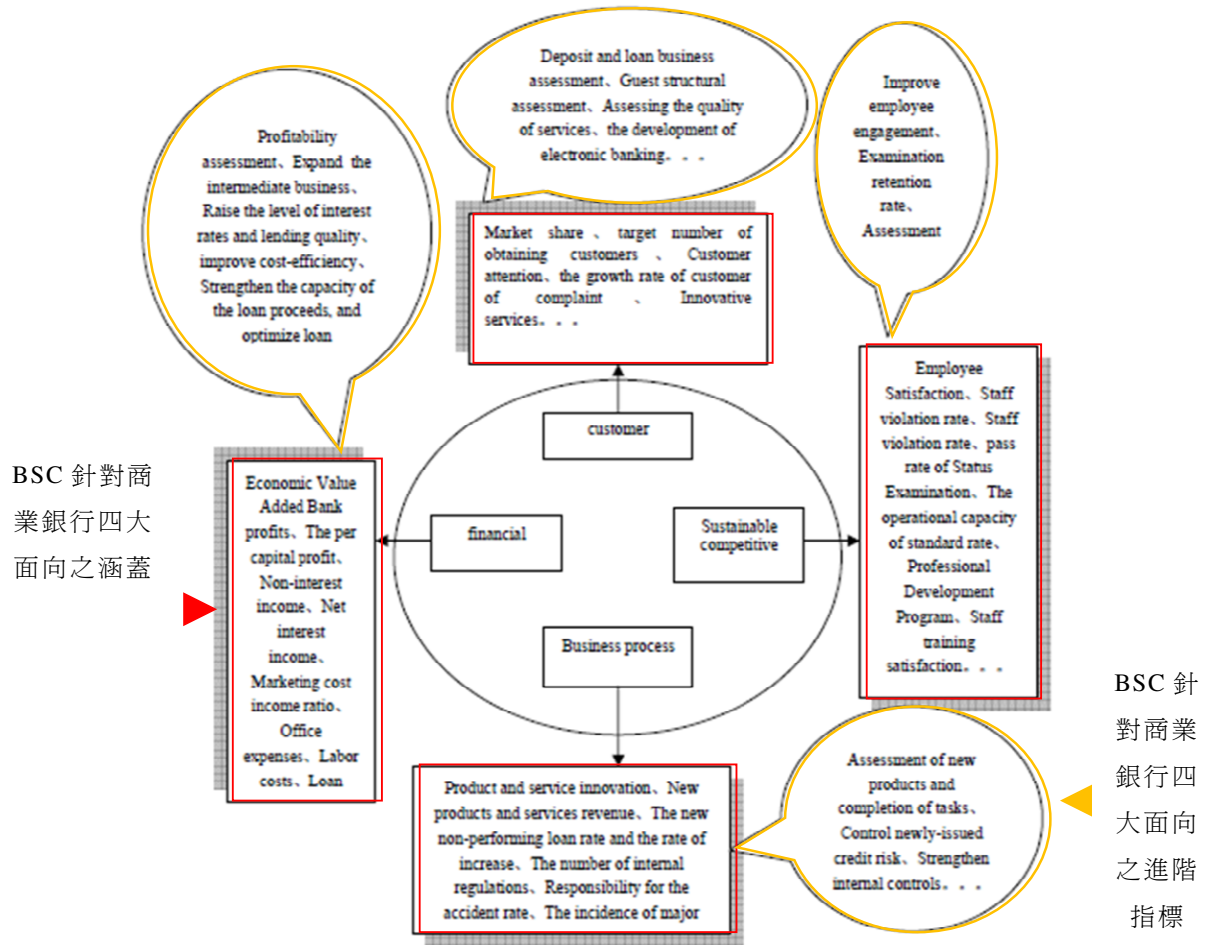 Deposit and loan business
assessment、Guest structural
assessment、Assessing the quality
of services、the development of
electronic banking。。。
Improve
employee
engagement、
Examination
retention
rate、
Assessment
Profitability
assessment、Expand the
intermediate business、
Raise the level of interest
rates and lending quality、
improve cost-efficiency、
Strengthen the capacity of
the loan proceeds, and
optimize loan
Market share 、 target number of
obtaining customers 、 Customer
attention、the growth rate of customer
of complaint 、 Innovative
services。。。
Employee
Satisfaction、Staff
violation rate、Staff
violation rate、pass
rate of Status
Examination、The
operational capacity
of standard rate、
Professional
Development
Program、Staff
training
satisfaction。。。
customer
financial
Sustainable
competitive
Business process
BSC 針對商
業銀行四大
面向之涵蓋
Economic Value
Added Bank
profits、The per
capital profit、
Non-interest
income、Net
interest
income、
Marketing cost
income ratio、
Office
expenses、Labor
costs、Loan
Product and service innovation、New
products and services revenue、The new
non-performing loan rate and the rate of
increase、The number of internal
regulations、Responsibility for the
accident rate、The incidence of major
Assessment of new
products and
completion of tasks、
Control newly-issued
credit risk、Strengthen
internal controls。。。
BSC 針
對商業
銀行四
大面向
之進階
指標